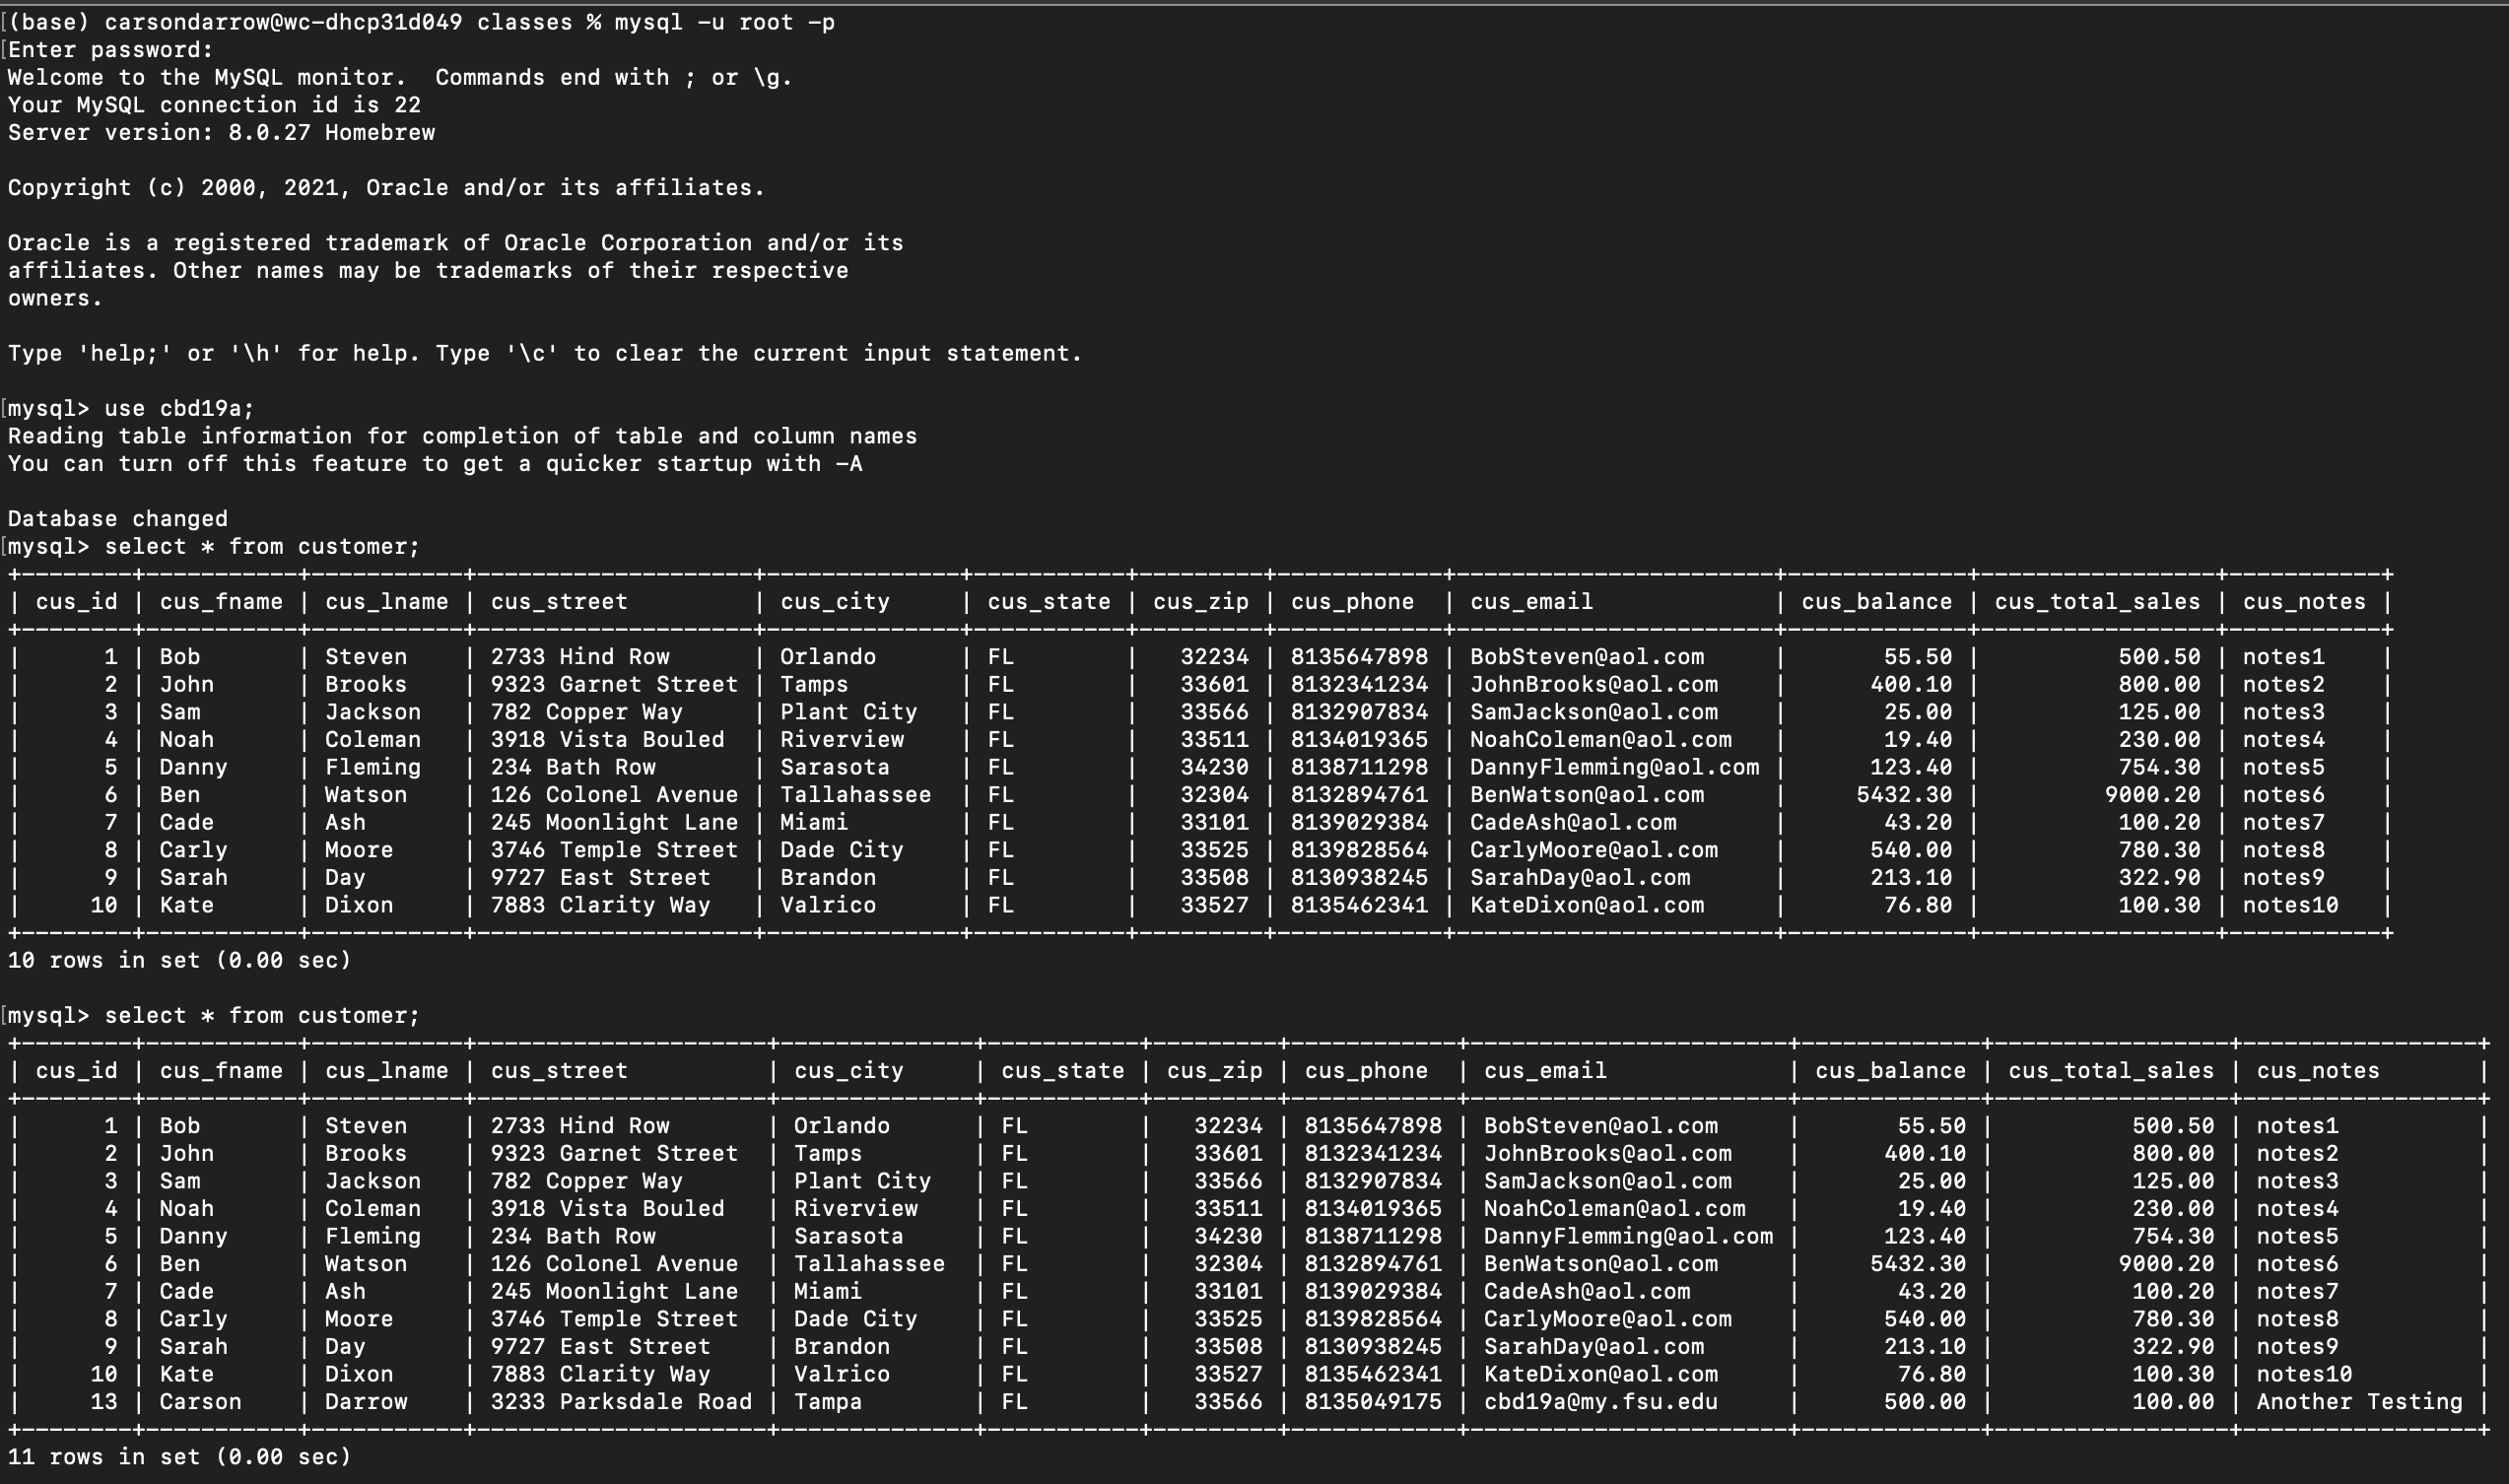 (base) carsondarrow@wc-dhcp31d049 classes % mysql -u root -p
Enter password:
Welcome to the MySQL monitor.  Commands end with ; or \g.
Your MySQL connection id is 22
Server version: 8.0.27 Homebrew

Copyright (c) 2000, 2021, Oracle and/or its affiliates.

Oracle is a registered trademark of Oracle Corporation and/or its
affiliates. Other names may be trademarks of their respective
owners.

Type 'help;' or '\h' for help. Type '\c' to clear the current input statement.

mysql> use cbd19a;
Reading table information for completion of table and column names
You can turn off this feature to get a quicker startup with -A

Database changed
mysql> select * from customer;
| cus_id | cus_fname | cus_lname | cus_street | cus_city | cus_state | cus_zip | cus_phone | cus_email | cus_balance | cus_total_sales | cus_notes |
| 1 | Bob | Steven | 2733 Hind Row | Orlando | FL | 32234 | 8135647898 | BobSteven@aol.com | 55.50 | 500.50 | notes1 |
| 2 | John | Brooks | 9323 Garnet Street | Tamps | FL | 33601 | 8132341234 | JohnBrooks@aol.com | 400.10 | 800.00 | notes2 |
| 3 | Sam | Jackson | 782 Copper Way | Plant City | FL | 33566 | 8132907834 | SamJackson@aol.com | 25.00 | 125.00 | notes3 |
| 4 | Noah | Coleman | 3918 Vista Bouled | Riverview | FL | 33511 | 8134019365 | NoahColeman@aol.com | 19.40 | 230.00 | notes4 |
| 5 | Danny | Fleming | 234 Bath Row | Sarasota | FL | 34230 | 8138711298 | DannyFlemming@aol.com | 123.40 | 754.30 | notes5 |
| 6 | Ben | Watson | 126 Colonel Avenue | Tallahassee | FL | 32304 | 8132894761 | BenWatson@aol.com | 5432.30 | 9000.20 | notes6 |
| 7 | Cade | Ash | 245 Moonlight Lane | Miami | FL | 33101 | 8139029384 | CadeAsh@aol.com | 43.20 | 100.20 | notes7 |
| 8 | Carly | Moore | 3746 Temple Street | Dade City | FL | 33525 | 8139828564 | CarlyMoore@aol.com | 540.00 | 780.30 | notes8 |
| 9 | Sarah | Day | 9727 East Street | Brandon | FL | 33508 | 8130938245 | SarahDay@aol.com | 213.10 | 322.90 | notes9 |
| 10 | Kate | Dixon | 7883 Clarity Way | Valrico | FL | 33527 | 8135462341 | KateDixon@aol.com | 76.80 | 100.30 | notes10 |
10 rows in set (0.00 sec)

mysql> select * from customer;
| cus_id | cus_fname | cus_lname | cus_street | cus_city | cus_state | cus_zip | cus_phone | cus_email | cus_balance | cus_total_sales | cus_notes |
| 1 | Bob | Steven | 2733 Hind Row | Orlando | FL | 32234 | 8135647898 | BobSteven@aol.com | 55.50 | 500.50 | notes1 |
| 2 | John | Brooks | 9323 Garnet Street | Tamps | FL | 33601 | 8132341234 | JohnBrooks@aol.com | 400.10 | 800.00 | notes2 |
| 3 | Sam | Jackson | 782 Copper Way | Plant City | FL | 33566 | 8132907834 | SamJackson@aol.com | 25.00 | 125.00 | notes3 |
| 4 | Noah | Coleman | 3918 Vista Bouled | Riverview | FL | 33511 | 8134019365 | NoahColeman@aol.com | 19.40 | 230.00 | notes4 |
| 5 | Danny | Fleming | 234 Bath Row | Sarasota | FL | 34230 | 8138711298 | DannyFlemming@aol.com | 123.40 | 754.30 | notes5 |
| 6 | Ben | Watson | 126 Colonel Avenue | Tallahassee | FL | 32304 | 8132894761 | BenWatson@aol.com | 5432.30 | 9000.20 | notes6 |
| 7 | Cade | Ash | 245 Moonlight Lane | Miami | FL | 33101 | 8139029384 | CadeAsh@aol.com | 43.20 | 100.20 | notes7 |
| 8 | Carly | Moore | 3746 Temple Street | Dade City | FL | 33525 | 8139828564 | CarlyMoore@aol.com | 540.00 | 780.30 | notes8 |
| 9 | Sarah | Day | 9727 East Street | Brandon | FL | 33508 | 8130938245 | SarahDay@aol.com | 213.10 | 322.90 | notes9 |
| 10 | Kate | Dixon | 7883 Clarity Way | Valrico | FL | 33527 | 8135462341 | KateDixon@aol.com | 76.80 | 100.30 | notes10 |
| 13 | Carson | Darrow | 3233 Parksdale Road | Tampa | FL | 33566 | 8135049175 | cbd19a@my.fsu.edu | 500.00 | 100.00 | Another Testing |
11 rows in set (0.00 sec)